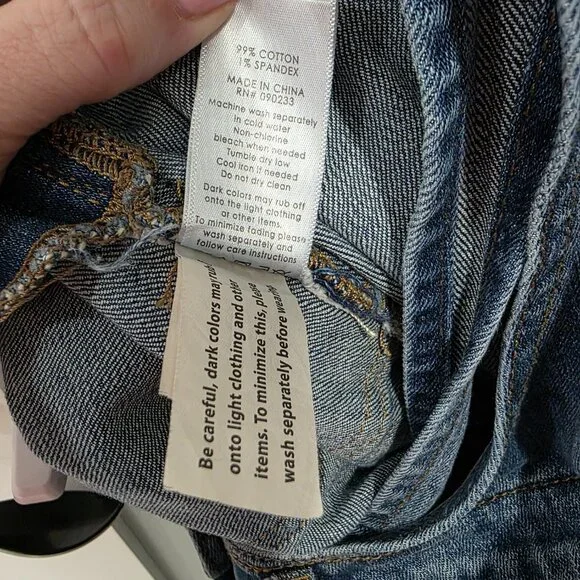 99% COTTON
1% SPANDEX
MADE IN CHINA
RN# 090233
Machine wash separately
in cold water
Non-chlorine
bleach when needed
Tumble dry low
Cool iron if needed
Do not dry clean
Dark colors may rub off
onto the light clothing
or other items.
To minimize fading please
wash separately and
follow care instructions
Be careful, dark colors may rub
onto light clothing and other
items. To minimize this, please
wash separately before wearing